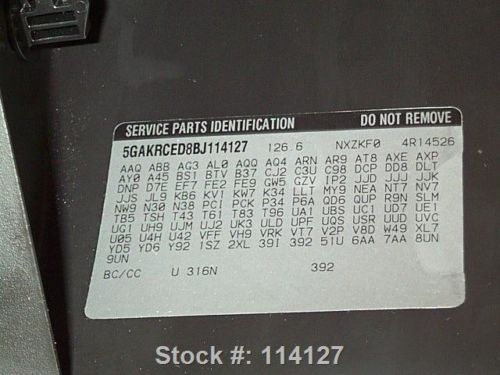 SERVICE PARTS IDENTIFICATION DO NOT REMOVE
5GAKRCED8BJ114127 126.6 NXZKF0 4R14526
AAQ ABB AG3 AL0 AQQ AQ4 ARN AR9 AT8 AXE AXP
AY0 A45 BS1 BTV B37 CJ2 C3U C98 DCP DD8 DLT
DNP D7E EF7 FE2 FE9 GW5 GZV IP2 JJD JJJ JJK
JJS JL9 K86 KV1 KW7 K34 LLT MY9 NEA NT7 NV7
NW9 N30 N38 PCI PCK P34 P6A QD6 QUF R9N SLM
TB5 TSH T43 T61 T83 T96 UA1 UBS UC1 UD7 UE1
UG1 UH9 UJM UJ2 UK3 ULD UPF UQS USR UUD UVC
U05 U4H U42 VFF VH9 VRK VT7 V2P V8D W49 XL7
YD5 YD6 Y92 1SZ 2XL 39I 392 51U 6AA 7AA 8UN
9UN
BC/CC U 316N 392
Stock #: 114127